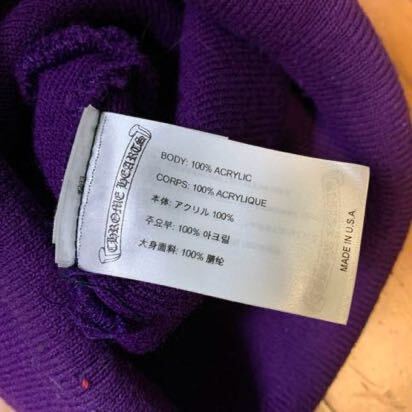 CHROME HEARTS
BODY: 100% ACRYLIC
CORPS: 100% ACRYLIQUE
本体: アクリル 100%
주요부: 100% 아크릴
大身面料: 100% 腈纶
MADE IN U.S.A.